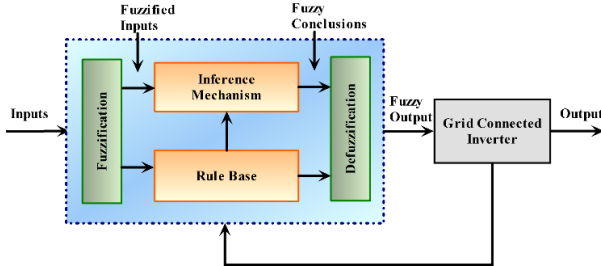 Fuzzified
Inputs
Fuzzy
Conclusions
Inputs
Fuzzification
Inference
Mechanism
Rule Base
Defuzzification
Fuzzy
Output
Grid Connected
Inverter
Output